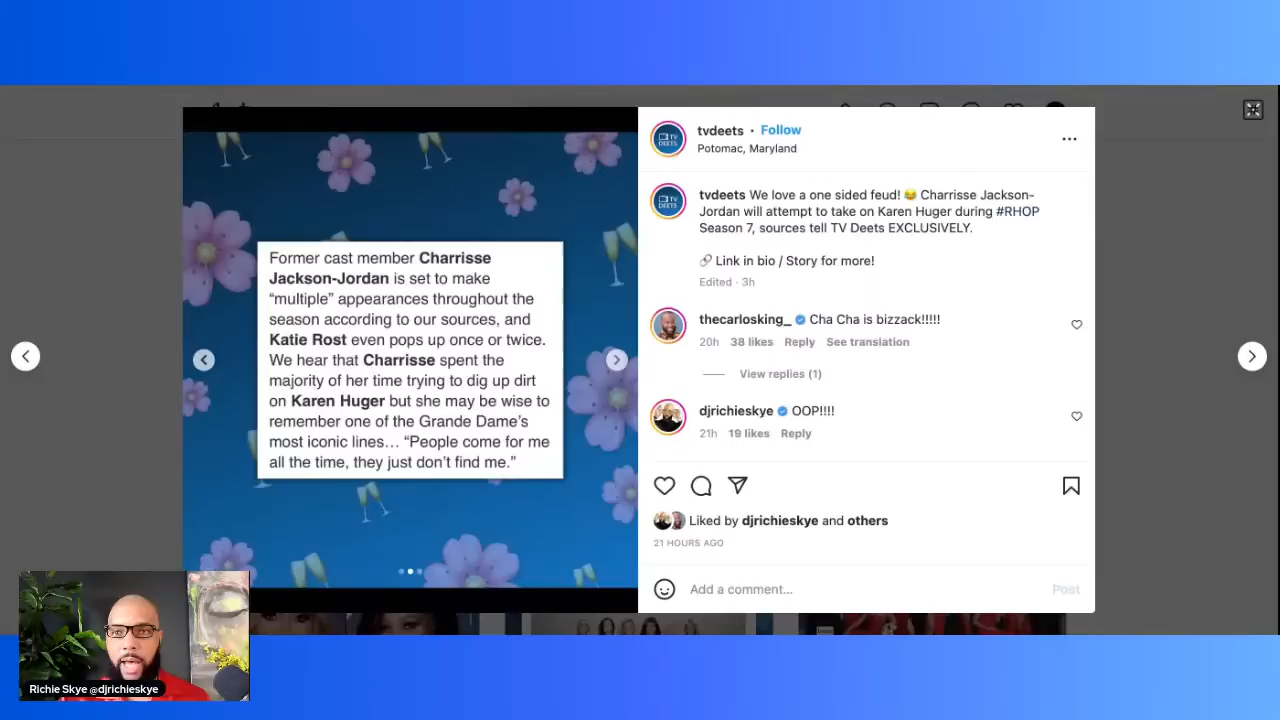 Former cast member Charrisse
Jackson-Jordan is set to make
“multiple” appearances throughout the
season according to our sources, and
Katie Rost even pops up once or twice.
We hear that Charrisse spent the
majority of her time trying to dig up dirt
on Karen Huger but she may be wise to
remember one of the Grande Dame’s
most iconic lines… “People come for me
all the time, they just don’t find me.”
TV
DEETS
tvdeets • Follow
Potomac, Maryland
TV
DEETS
tvdeets We love a one sided feud! 😂 Charrisse Jackson-
Jordan will attempt to take on Karen Huger during #RHOP
Season 7, sources tell TV Deets EXCLUSIVELY.
🔗 Link in bio / Story for more!
Edited · 3h
thecarlosking_ Cha Cha is bizzack!!!!!
20h 38 likes Reply See translation
View replies (1)
djrichieskye OOP!!!!
21h 19 likes Reply
Liked by djrichieskye and others
21 HOURS AGO
Add a comment...
Post
Richie Skye @djrichieskye